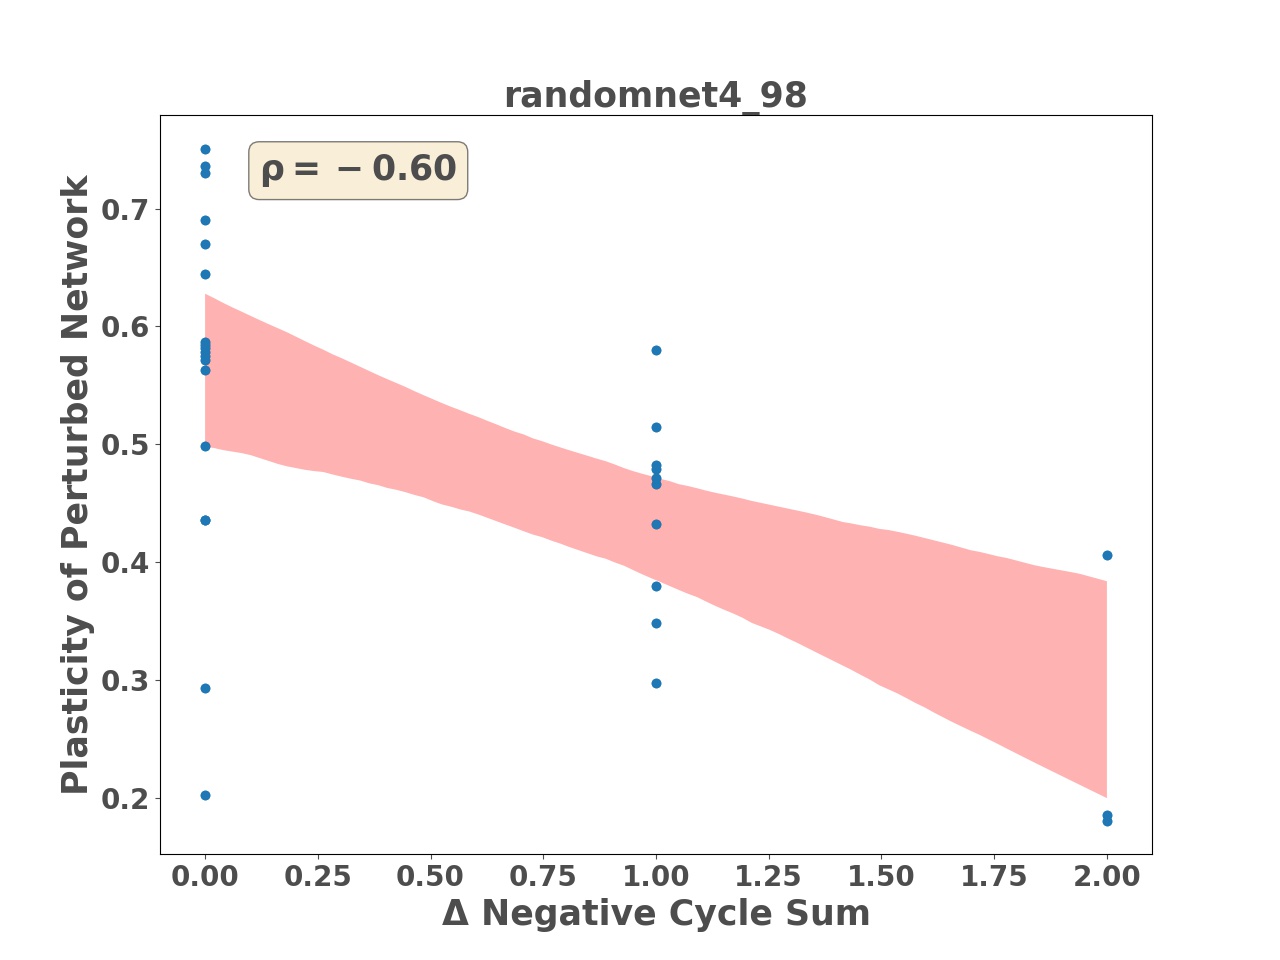 randomnet4_98
ρ = − 0.60
Plasticity of Perturbed Network
0.7
0.6
0.5
0.4
0.3
0.2
0.00 0.25 0.50 0.75 1.00 1.25 1.50 1.75 2.00
Δ Negative Cycle Sum